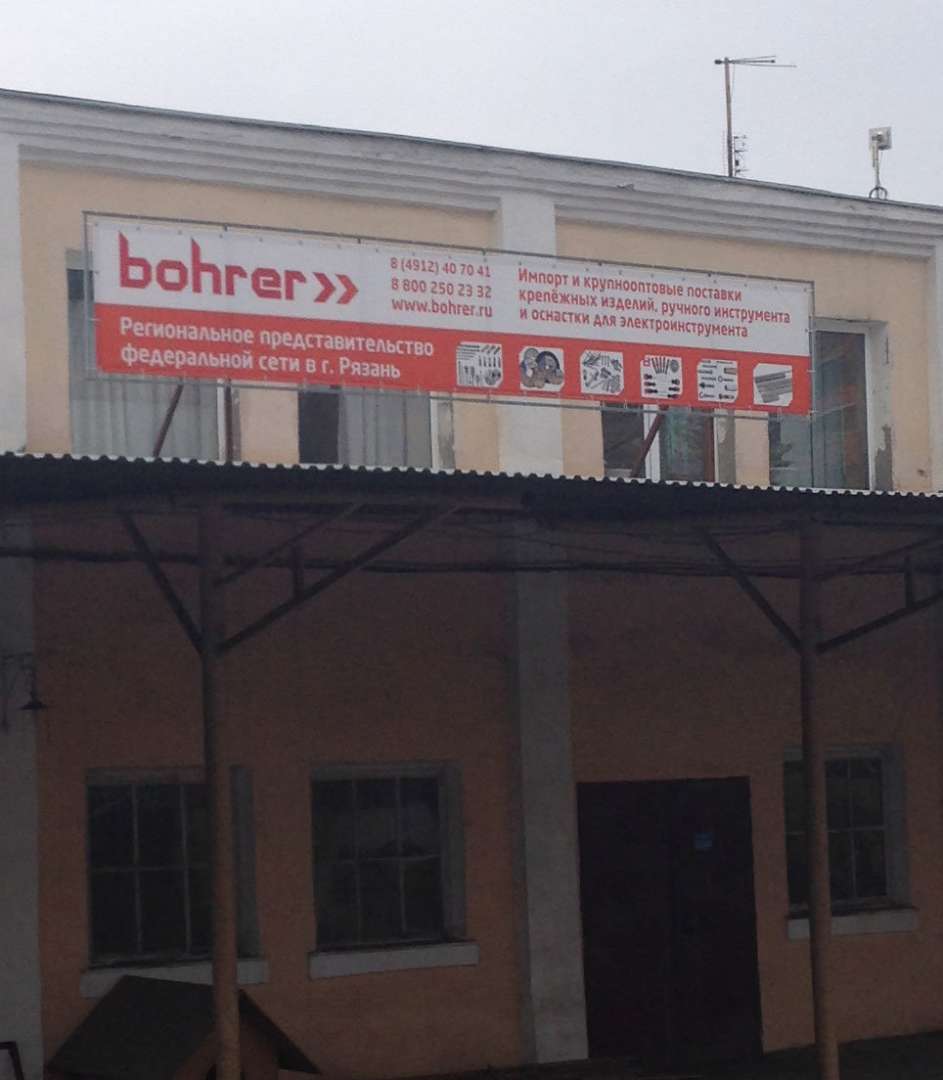 bohrer»
8 (4912) 40 70 41
8 800 250 23 32
www.bohrer.ru
Импорт и крупнооптовые поставки
крепёжных изделий, ручного инструмента
и оснастки для электроинструмента
Региональное представительство
федеральной сети в г. Рязань